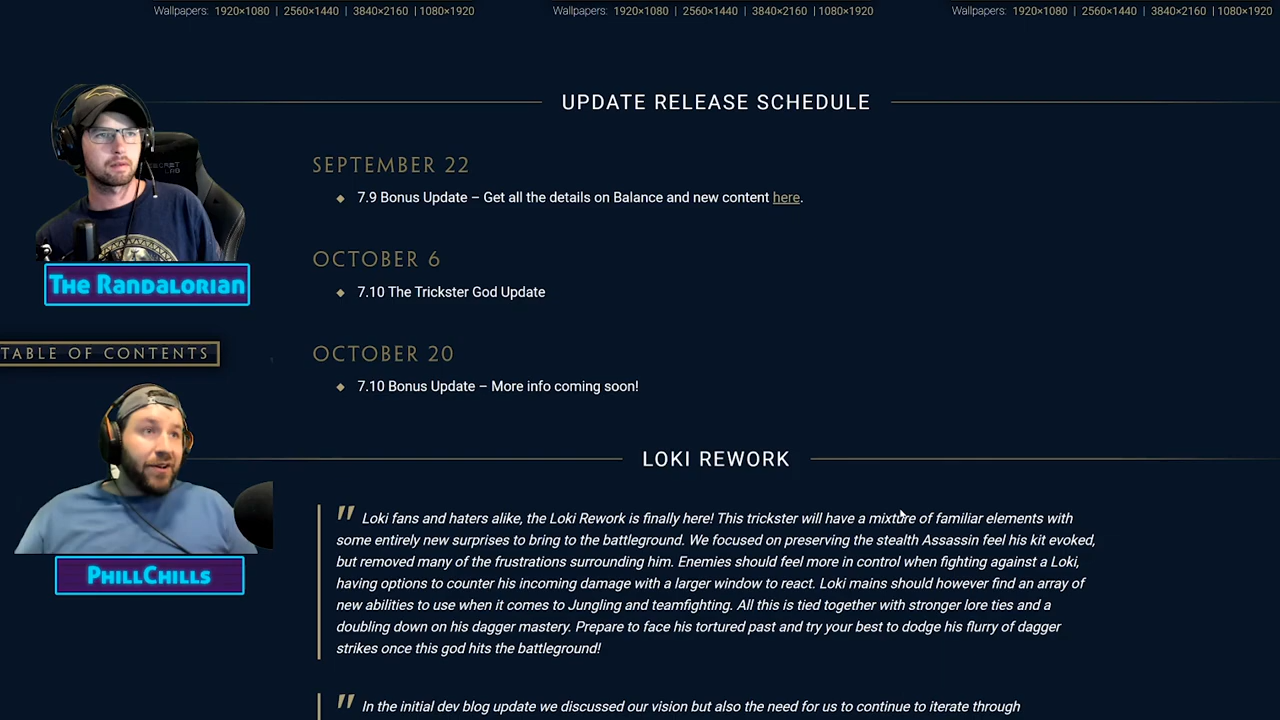 Wallpapers: 1920×1080 | 2560×1440 | 3840×2160 | 1080×1920
Wallpapers: 1920×1080 | 2560×1440 | 3840×2160 | 1080×1920
Wallpapers: 1920×1080 | 2560×1440 | 3840×2160 | 1080×1920
UPDATE RELEASE SCHEDULE
SEPTEMBER 22
7.9 Bonus Update – Get all the details on Balance and new content here.
The Randalorian
OCTOBER 6
7.10 The Trickster God Update
TABLE OF CONTENTS
OCTOBER 20
7.10 Bonus Update – More info coming soon!
PhillChills
LOKI REWORK
" Loki fans and haters alike, the Loki Rework is finally here! This trickster will have a mixture of familiar elements with
some entirely new surprises to bring to the battleground. We focused on preserving the stealth Assassin feel his kit evoked,
but removed many of the frustrations surrounding him. Enemies should feel more in control when fighting against a Loki,
having options to counter his incoming damage with a larger window to react. Loki mains should however find an array of
new abilities to use when it comes to Jungling and teamfighting. All this is tied together with stronger lore ties and a
doubling down on his dagger mastery. Prepare to face his tortured past and try your best to dodge his flurry of dagger
strikes once this god hits the battleground!
" In the initial dev blog update we discussed our vision but also the need for us to continue to iterate through